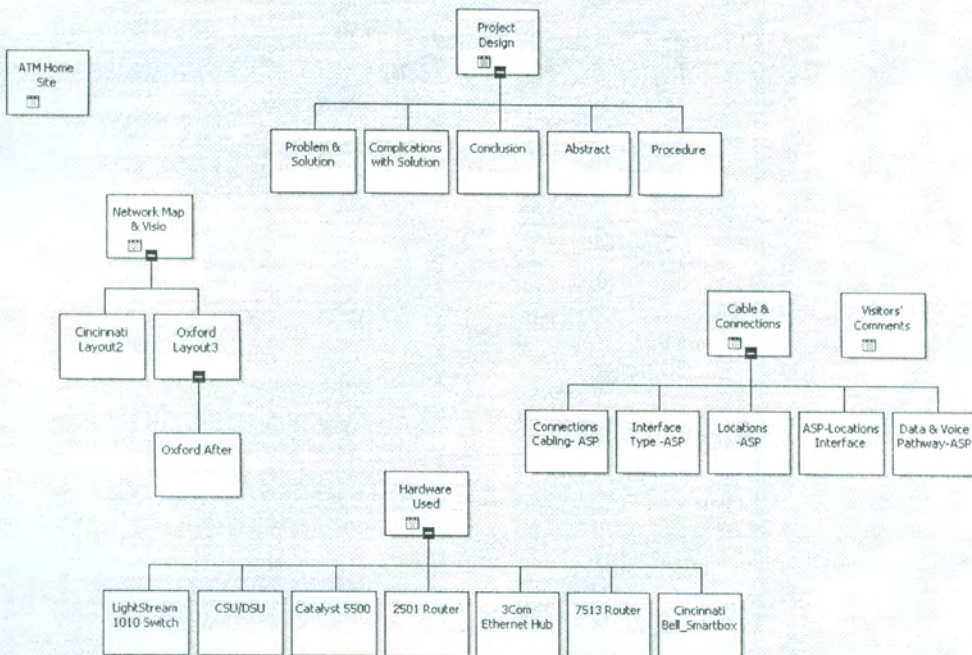 Project
Design
ATM Home
Site
Problem &
Solution
Complications
with Solution
Conclusion
Abstract
Procedure
Network Map
& Visio
Cincinnati
Layout2
Oxford
Layout3
Oxford After
Cable &
Connections
Visitors'
Comments
Connections
Cabling- ASP
Interface
Type -ASP
Locations
-ASP
ASP-Locations
Interface
Data & Voice
Pathway-ASP
Hardware
Used
LightStream
1010 Switch
CSU/DSU
Catalyst 5500
2501 Router
3Com
Ethernet Hub
7513 Router
Cincinnati
Bell_Smartbox